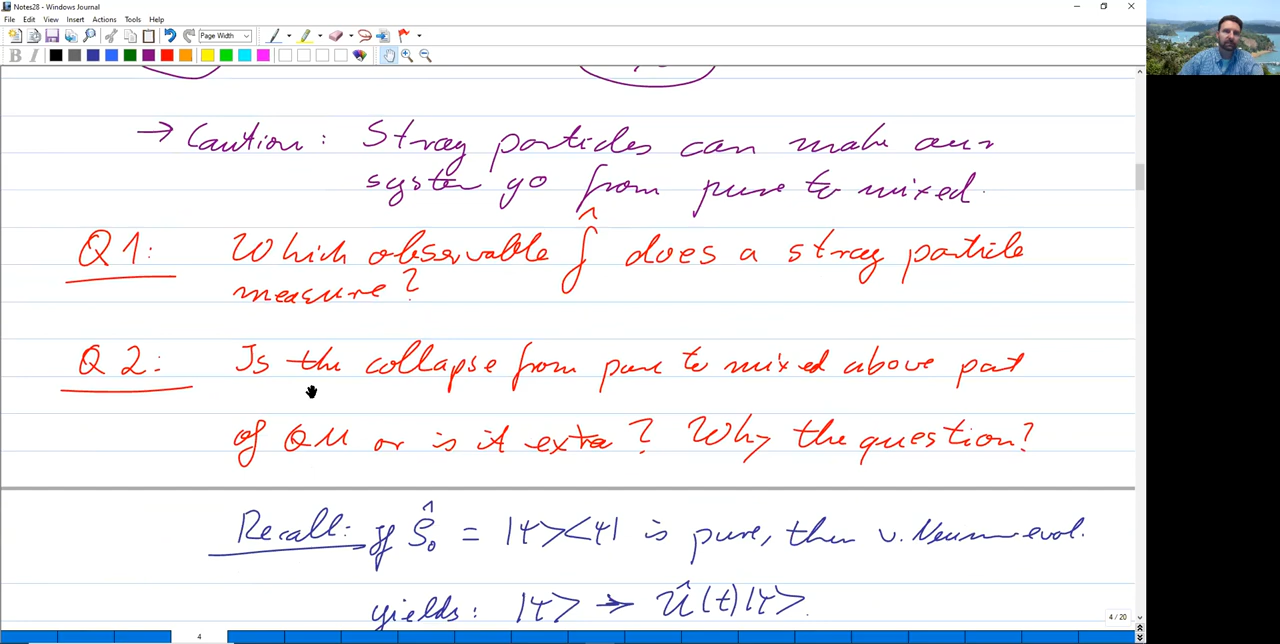 Notes28 - Windows Journal
File Edit View Insert Actions Tools Help
Page Width
B I
→ Caution: Stray particles can make our
system go from pure to mixed.
Q1: Which observable f̂ does a stray particle
measure?
Q2: Is the collapse from pure to mixed above part
of QM or is it extra? Why the question?
Recall: if ρ̂₀ = |ψ><ψ| is pure, then v. Neumann evol.
yields: |ψ> → Û(t)|ψ>.
4 / 20
4